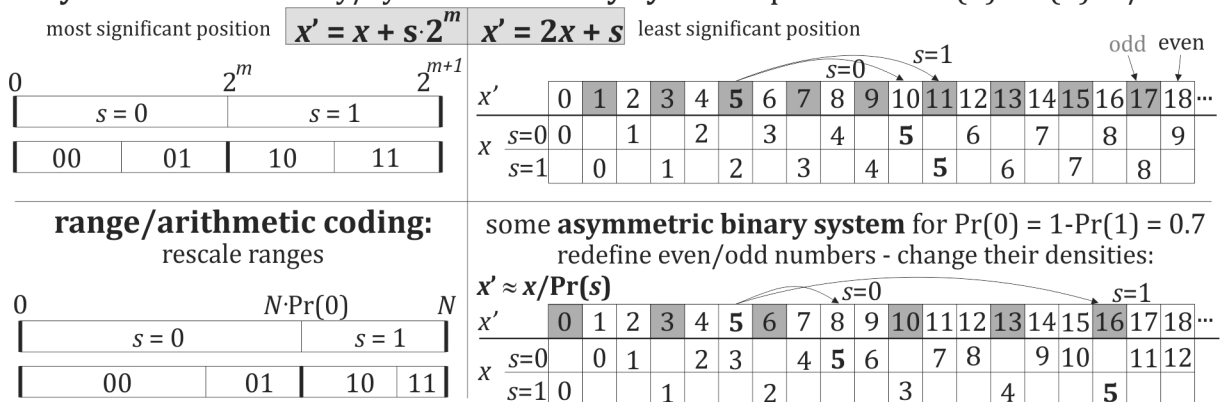 most significant position x' = x + s·2^m x' = 2x + s least significant position
0 2^m 2^{m+1}
s = 0 s = 1
00 01 10 11
odd even
s=0 s=1
x' 0 1 2 3 4 5 6 7 8 9 10 11 12 13 14 15 16 17 18 ···
x s=0 0 1 2 3 4 5 6 7 8 9
s=1 0 1 2 3 4 5 6 7 8
range/arithmetic coding:
rescale ranges
0 N·Pr(0) N
s = 0 s = 1
00 01 10 11
some asymmetric binary system for Pr(0) = 1-Pr(1) = 0.7
redefine even/odd numbers - change their densities:
x' ≈ x/Pr(s) s=0 s=1
x' 0 1 2 3 4 5 6 7 8 9 10 11 12 13 14 15 16 17 18 ···
x s=0 0 1 2 3 4 5 6 7 8 9 10 11 12
s=1 0 1 2 3 4 5